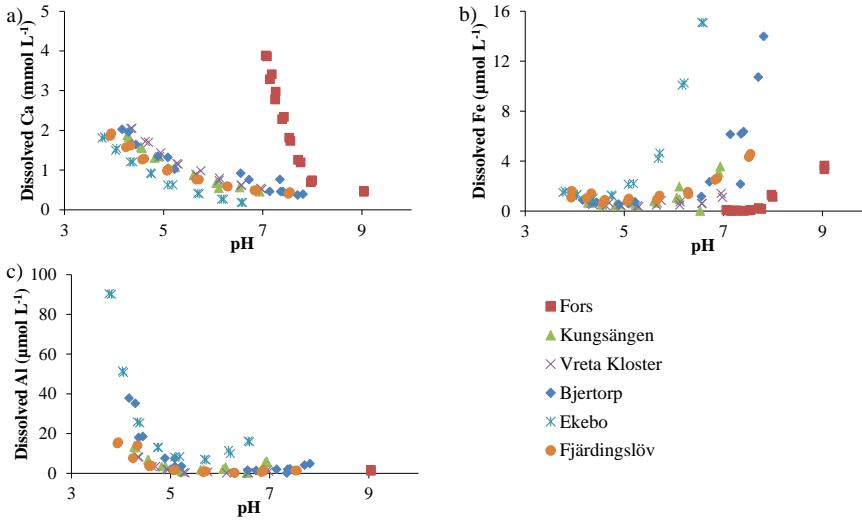 a)
Dissolved Ca (mmol L-1)
5
4
3
2
1
0
3 5 7 9
pH
b)
Dissolved Fe (µmol L-1)
16
12
8
4
0
3 5 7 9
pH
c)
Dissolved Al (µmol L-1)
100
80
60
40
20
0
3 5 7 9
pH
Fors
Kungsängen
Vreta Kloster
Bjertorp
Ekebo
Fjärdingslöv